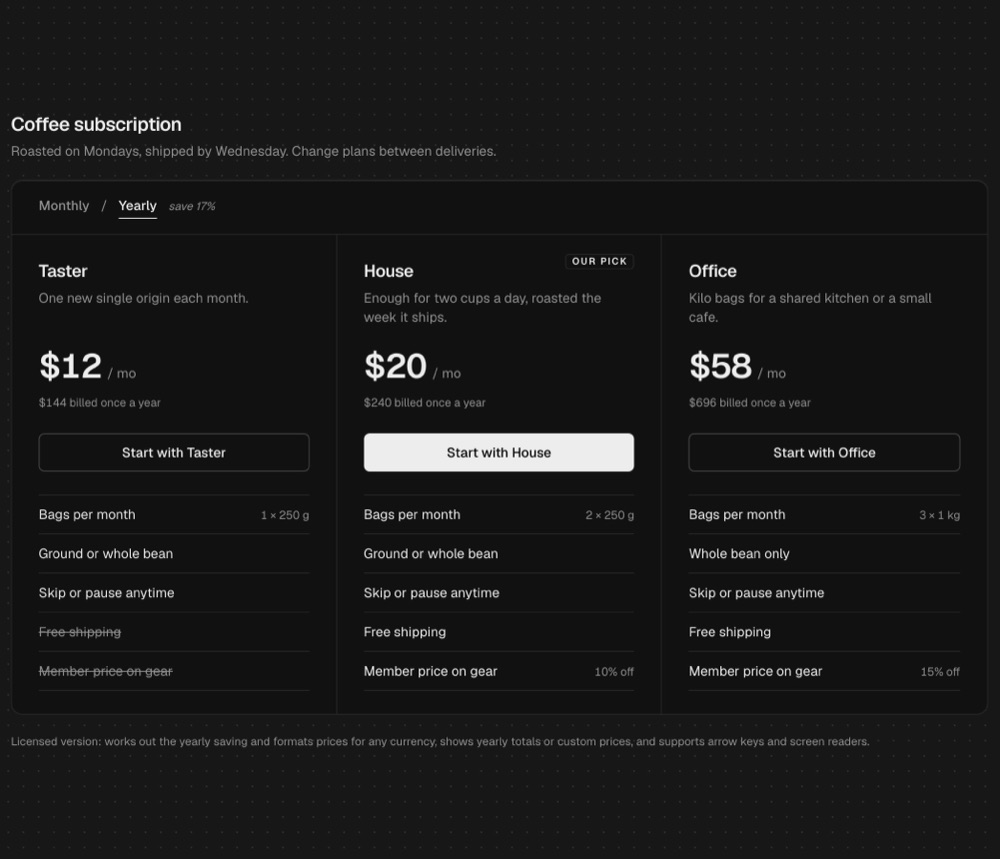 Coffee subscription
Roasted on Mondays, shipped by Wednesday. Change plans between deliveries.
Monthly / Yearly save 17%
Taster
One new single origin each month.
$12 / mo
$144 billed once a year
Start with Taster
Bags per month 1 × 250 g
Ground or whole bean
Skip or pause anytime
Free shipping
Member price on gear
OUR PICK
House
Enough for two cups a day, roasted the
week it ships.
$20 / mo
$240 billed once a year
Start with House
Bags per month 2 × 250 g
Ground or whole bean
Skip or pause anytime
Free shipping
Member price on gear 10% off
Office
Kilo bags for a shared kitchen or a small
cafe.
$58 / mo
$696 billed once a year
Start with Office
Bags per month 3 × 1 kg
Whole bean only
Skip or pause anytime
Free shipping
Member price on gear 15% off
Licensed version: works out the yearly saving and formats prices for any currency, shows yearly totals or custom prices, and supports arrow keys and screen readers.